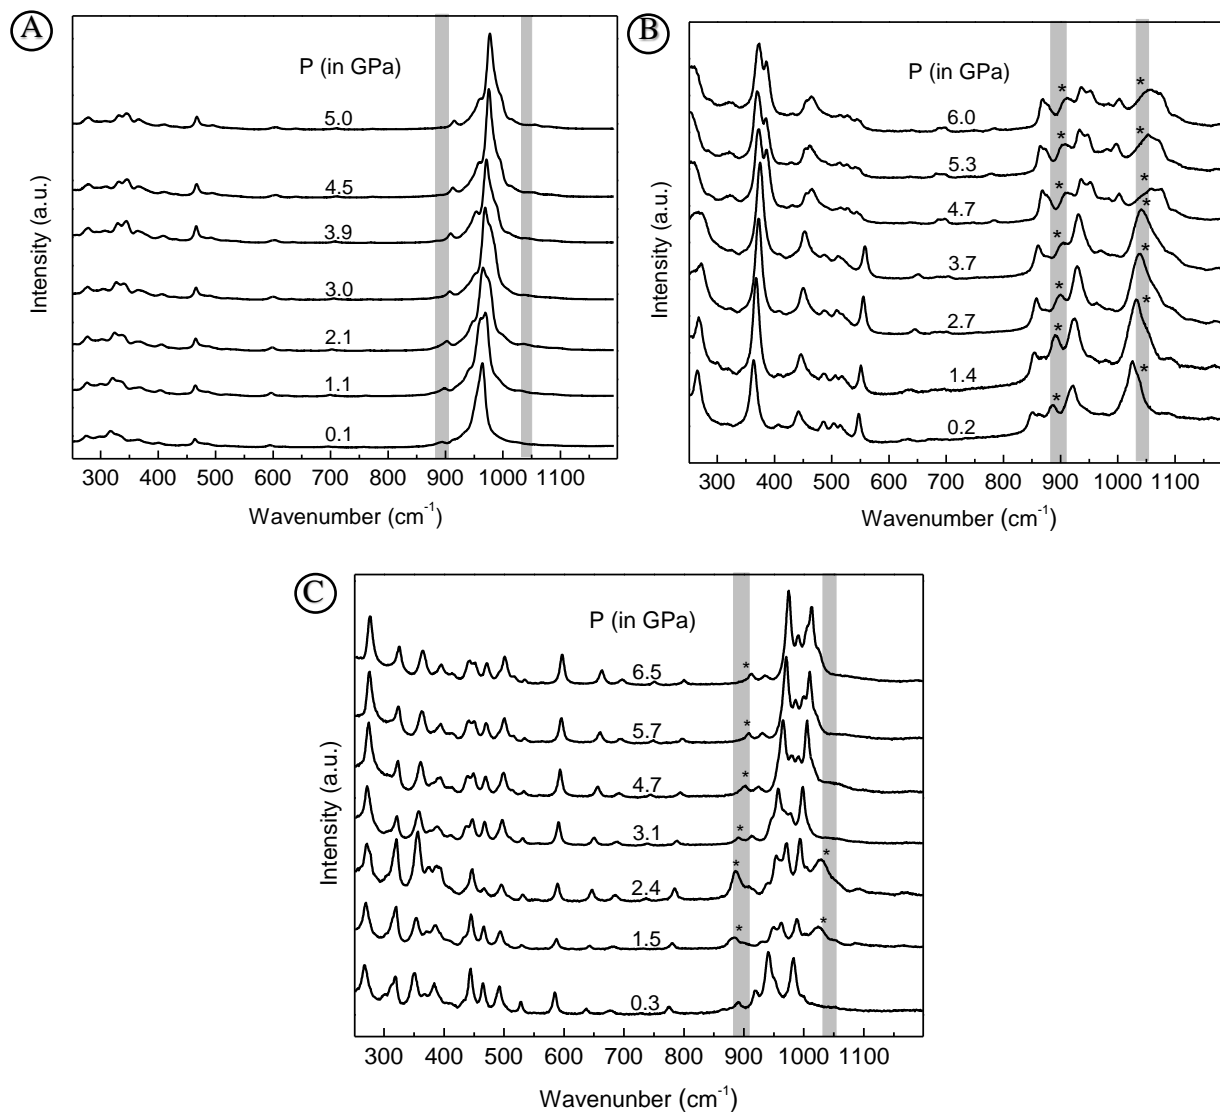 A
P (in GPa)
5.0
4.5
3.9
3.0
2.1
1.1
0.1
Intensity (a.u.)
300 400 500 600 700 800 900 1000 1100
Wavenumber (cm-1)
B
P (in GPa)
* *
6.0
* *
5.3
* *
4.7
* *
3.7
* *
2.7
* *
1.4
* *
0.2
Intensity (a.u.)
300 400 500 600 700 800 900 1000 1100
Wavenumber (cm-1)
C
P (in GPa)
*
6.5
*
5.7
*
4.7
*
3.1
* *
2.4
* *
1.5
0.3
Intensity (a.u.)
300 400 500 600 700 800 900 1000 1100
Wavenunber (cm-1)